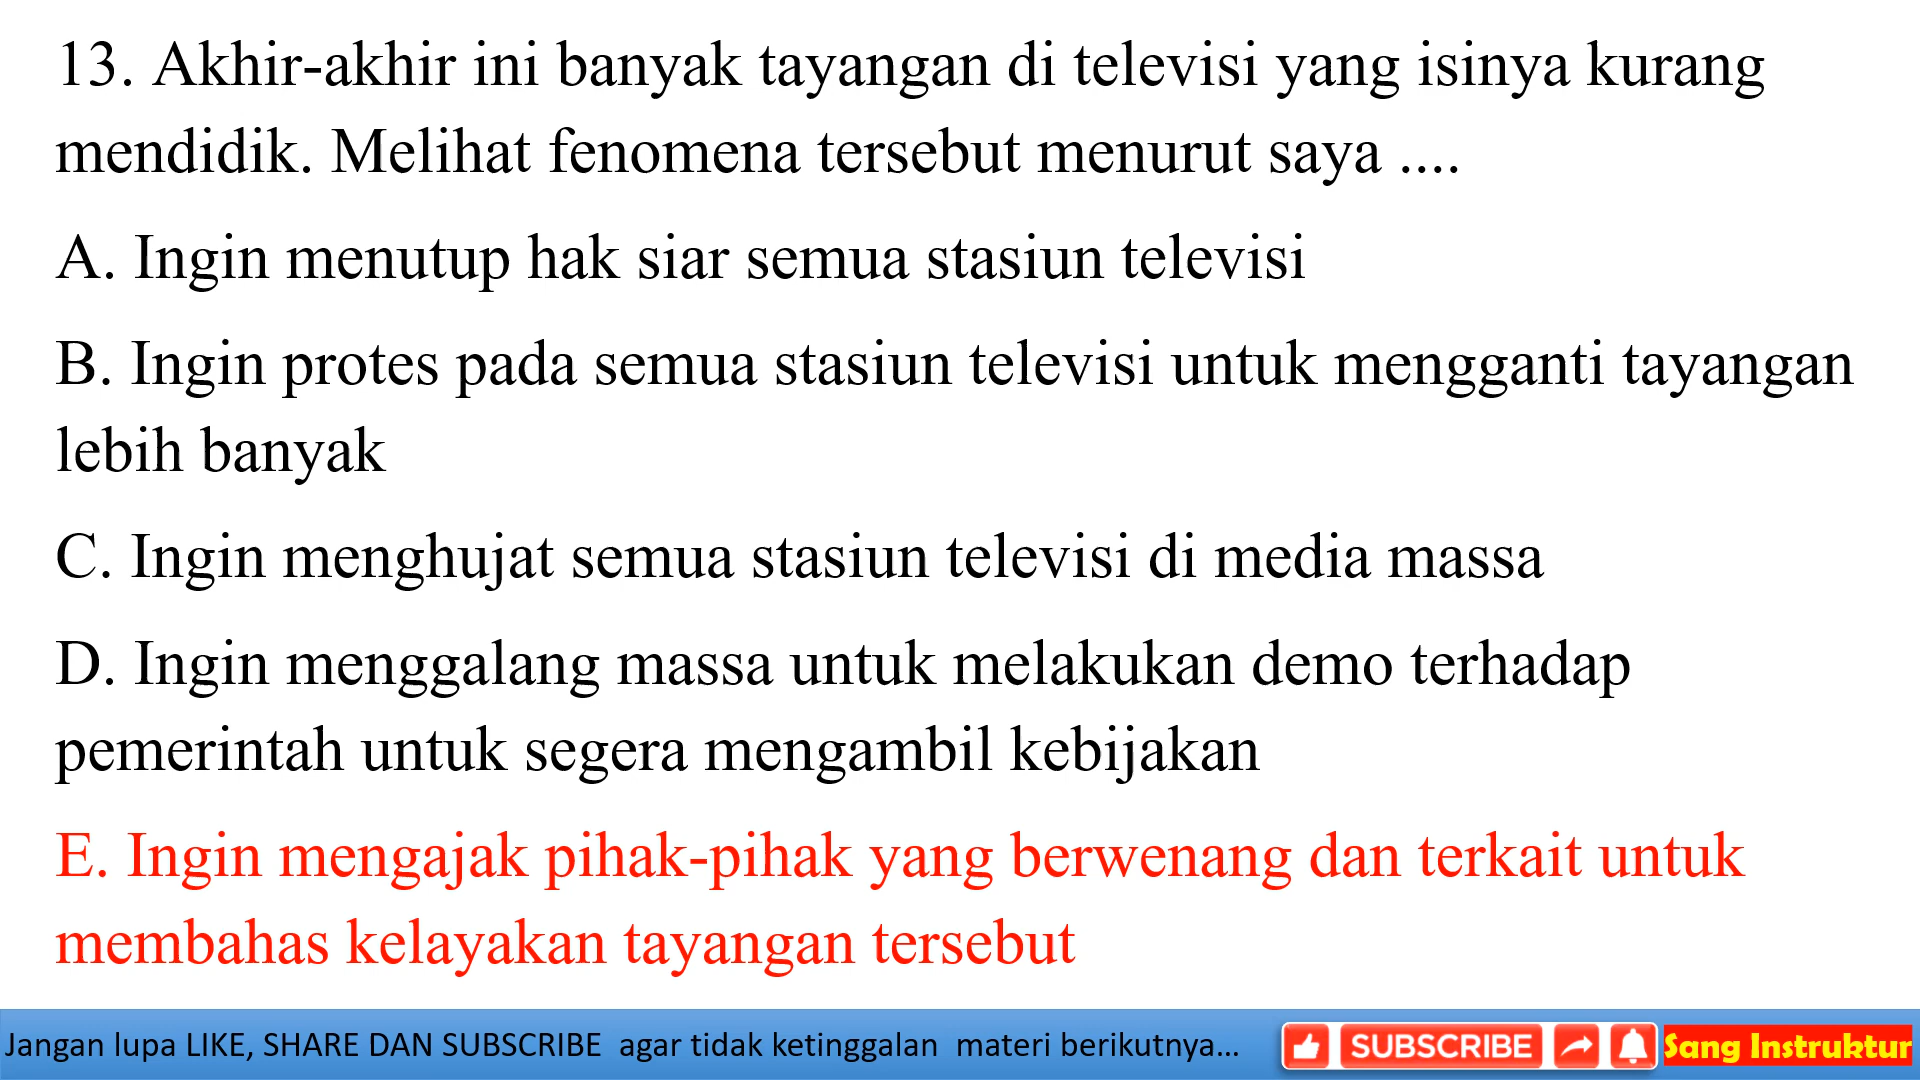 13. Akhir-akhir ini banyak tayangan di televisi yang isinya kurang
mendidik. Melihat fenomena tersebut menurut saya ....
A. Ingin menutup hak siar semua stasiun televisi
B. Ingin protes pada semua stasiun televisi untuk mengganti tayangan
lebih banyak
C. Ingin menghujat semua stasiun televisi di media massa
D. Ingin menggalang massa untuk melakukan demo terhadap
pemerintah untuk segera mengambil kebijakan
E. Ingin mengajak pihak-pihak yang berwenang dan terkait untuk
membahas kelayakan tayangan tersebut
Jangan lupa LIKE, SHARE DAN SUBSCRIBE agar tidak ketinggalan materi berikutnya... SUBSCRIBE Sang Instruktur